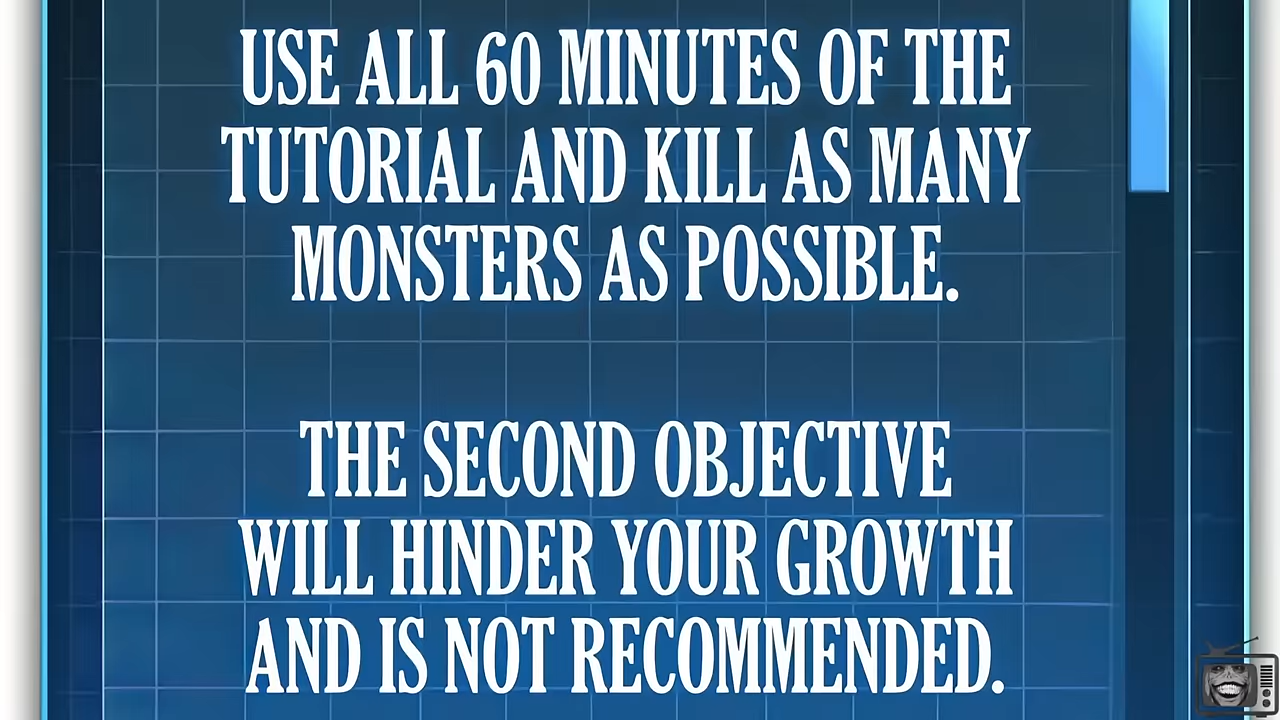 USE ALL 60 MINUTES OF THE
TUTORIAL AND KILL AS MANY
MONSTERS AS POSSIBLE.
THE SECOND OBJECTIVE
WILL HINDER YOUR GROWTH
AND IS NOT RECOMMENDED.